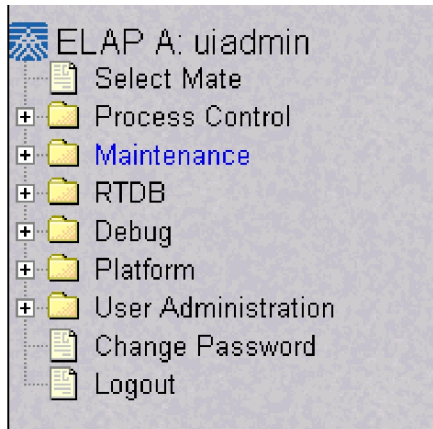 ELAP A: uiadmin
Select Mate
Process Control
Maintenance
RTDB
Debug
Platform
User Administration
Change Password
Logout